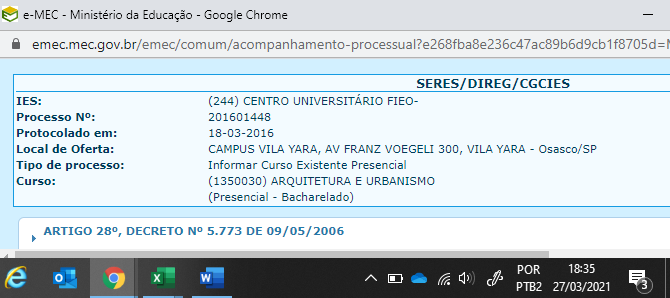 e-MEC - Ministério da Educação - Google Chrome
emec.mec.gov.br/emec/comum/acompanhamento-processual?e268fba8e236c47ac89b6d9cb1f8705d=
SERES/DIREG/CGCIES
IES: (244) CENTRO UNIVERSITÁRIO FIEO-
Processo Nº: 201601448
Protocolado em: 18-03-2016
Local de Oferta: CAMPUS VILA YARA, AV FRANZ VOEGELI 300, VILA YARA - Osasco/SP
Tipo de processo: Informar Curso Existente Presencial
Curso: (1350030) ARQUITETURA E URBANISMO
(Presencial - Bacharelado)
ARTIGO 28º, DECRETO Nº 5.773 DE 09/05/2006
POR 18:35
PTB2 27/03/2021 3